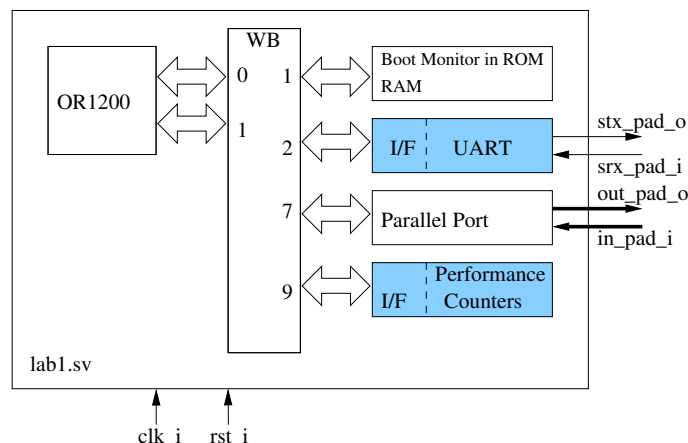 WB
OR1200
0
1
1
2
7
9
Boot Monitor in ROM
RAM
I/F
UART
Parallel Port
I/F
Performance
Counters
stx_pad_o
srx_pad_i
out_pad_o
in_pad_i
lab1.sv
clk_i
rst_i